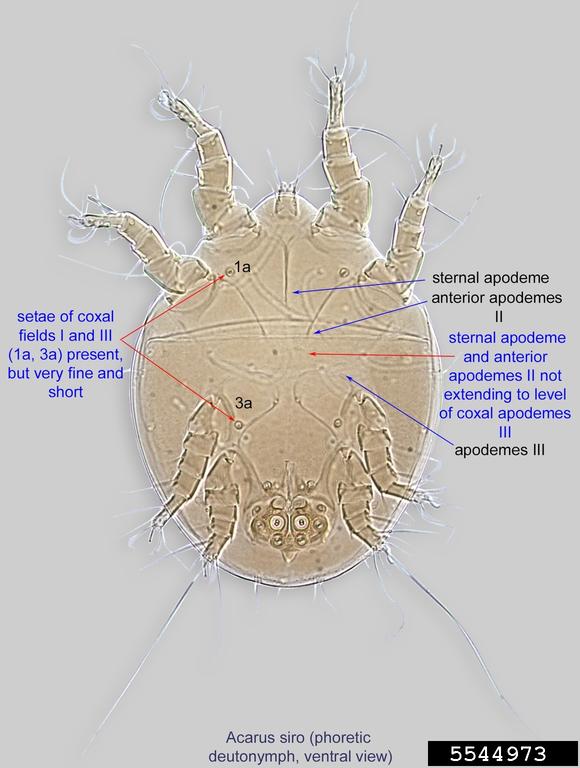 1a
sternal apodeme
anterior apodemes
II
setae of coxal
fields I and III
(1a, 3a) present,
but very fine and
short
sternal apodeme
and anterior
apodemes II not
extending to level
of coxal apodemes
III
3a
apodemes III
Acarus siro (phoretic
deutonymph, ventral view)
5544973